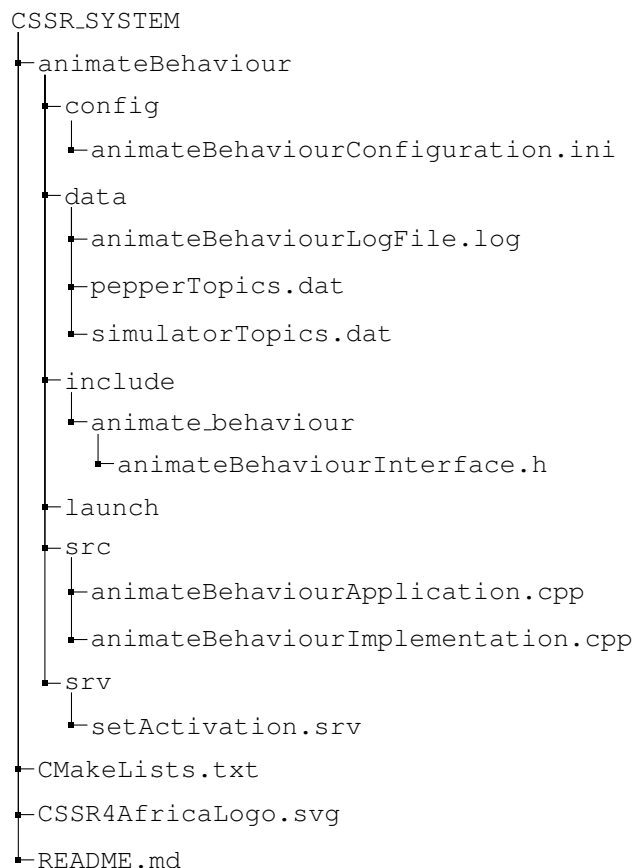 CSSR_SYSTEM
animateBehaviour
config
animateBehaviourConfiguration.ini
data
animateBehaviourLogFile.log
pepperTopics.dat
simulatorTopics.dat
include
animate_behaviour
animateBehaviourInterface.h
launch
src
animateBehaviourApplication.cpp
animateBehaviourImplementation.cpp
srv
setActivation.srv
CMakeLists.txt
CSSR4AfricaLogo.svg
README.md